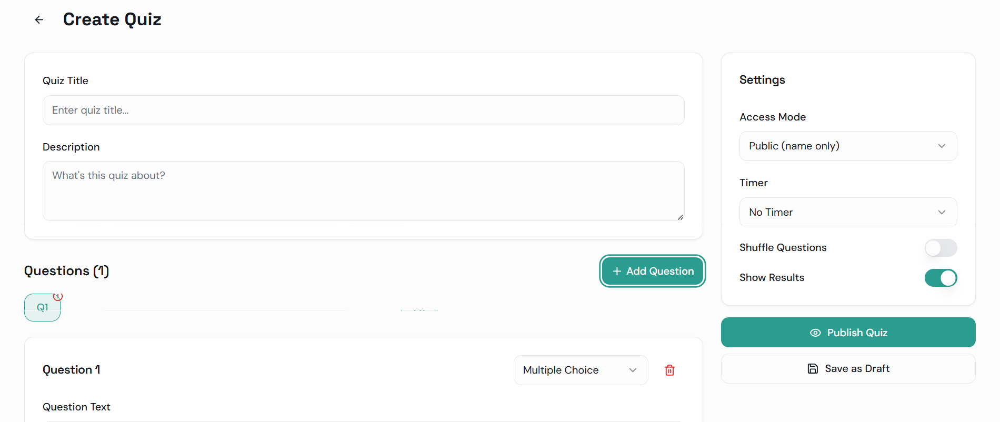 Create Quiz
Quiz Title
Enter quiz title...
Description
What's this quiz about?
Questions (1)
+ Add Question
Q1
Question 1
Multiple Choice
Question Text
Settings
Access Mode
Public (name only)
Timer
No Timer
Shuffle Questions
Show Results
Publish Quiz
Save as Draft